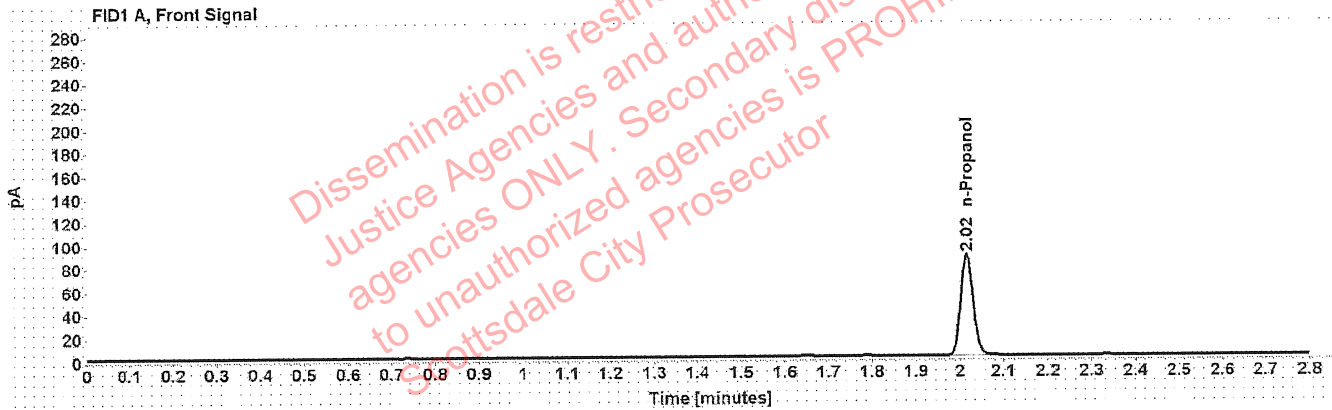 FID1 A, Front Signal
280
260
240
220
200
180
160
140
120
100
80
60
40
20
0
pA
2.02 n-Propanol
0 0.1 0.2 0.3 0.4 0.5 0.6 0.7 0.8 0.9 1 1.1 1.2 1.3 1.4 1.5 1.6 1.7 1.8 1.9 2 2.1 2.2 2.3 2.4 2.5 2.6 2.7 2.8
Time [minutes]
Dissemination is
Justice Agencies and
agencies ONLY. Secondary
to unauthorized agencies is
Scottsdale City Prosecutor